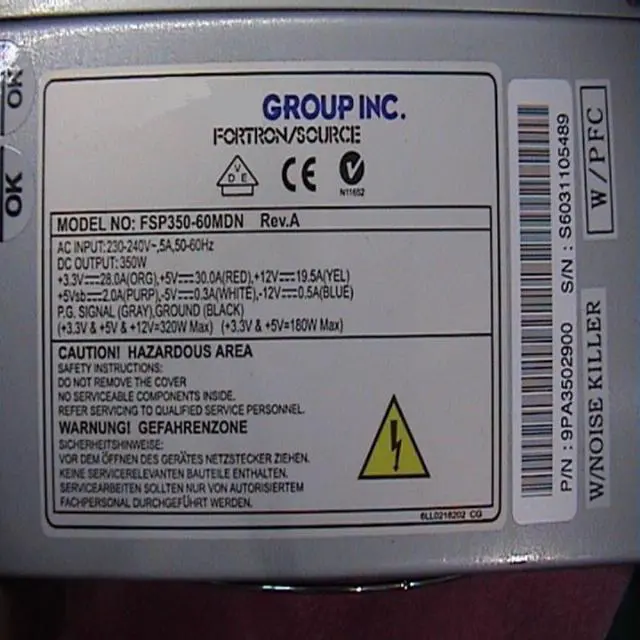 OK
OK
GROUP INC.
FORTRON/SOURCE
D E
CE
N11652
MODEL NO: FSP350-60MDN Rev.A
AC INPUT:230-240V~,5A,50-60Hz
DC OUTPUT:350W
+3.3V⎓28.0A(ORG),+5V⎓30.0A(RED),+12V⎓19.5A(YEL)
+5Vsb⎓2.0A(PURP),-5V⎓0.3A(WHITE),-12V⎓0.5A(BLUE)
P.G. SIGNAL (GRAY),GROUND (BLACK)
(+3.3V & +5V & +12V=320W Max) (+3.3V & +5V=180W Max)
CAUTION! HAZARDOUS AREA
SAFETY INSTRUCTIONS:
DO NOT REMOVE THE COVER
NO SERVICEABLE COMPONENTS INSIDE.
REFER SERVICING TO QUALIFIED SERVICE PERSONNEL.
WARNUNG! GEFAHRENZONE
SICHERHEITSHINWEISE:
VOR DEM ÖFFNEN DES GERÄTES NETZSTECKER ZIEHEN.
KEINE SERVICERELEVANTEN BAUTEILE ENTHALTEN.
SERVICEARBEITEN SOLLTEN NUR VON AUTORISIERTEM
FACHPERSONAL DURCHGEFÜHRT WERDEN.
6LL0218202 CG
P/N : 9PA3502900 S/N : S6031105489
W/PFC
W/NOISE KILLER